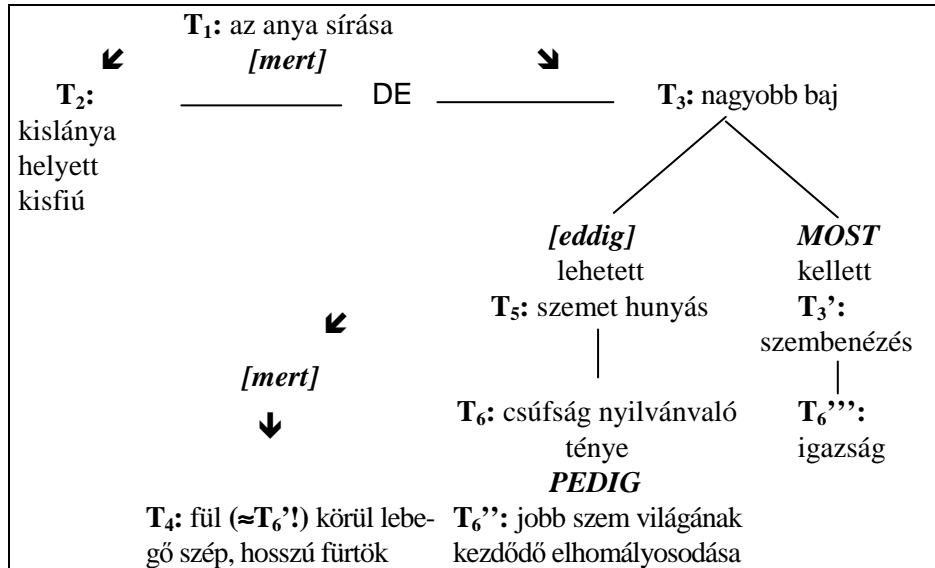 T₁: az anya sírása
[mert]
T₂:
kislánya
helyett
kisfiú
DE
T₃: nagyobb baj
[eddig]
lehetett
T₅: szemet hunyás
MOST
kellett
T₃’:
szembenézés
[mert]
T₆: csúfság nyilvánvaló
ténye
PEDIG
T₆’’’:
igazság
T₄: fül (≈T₆’!) körül lebe-
gő szép, hosszú fürtök
T₆’’: jobb szem világának
kezdődő elhomályosodása